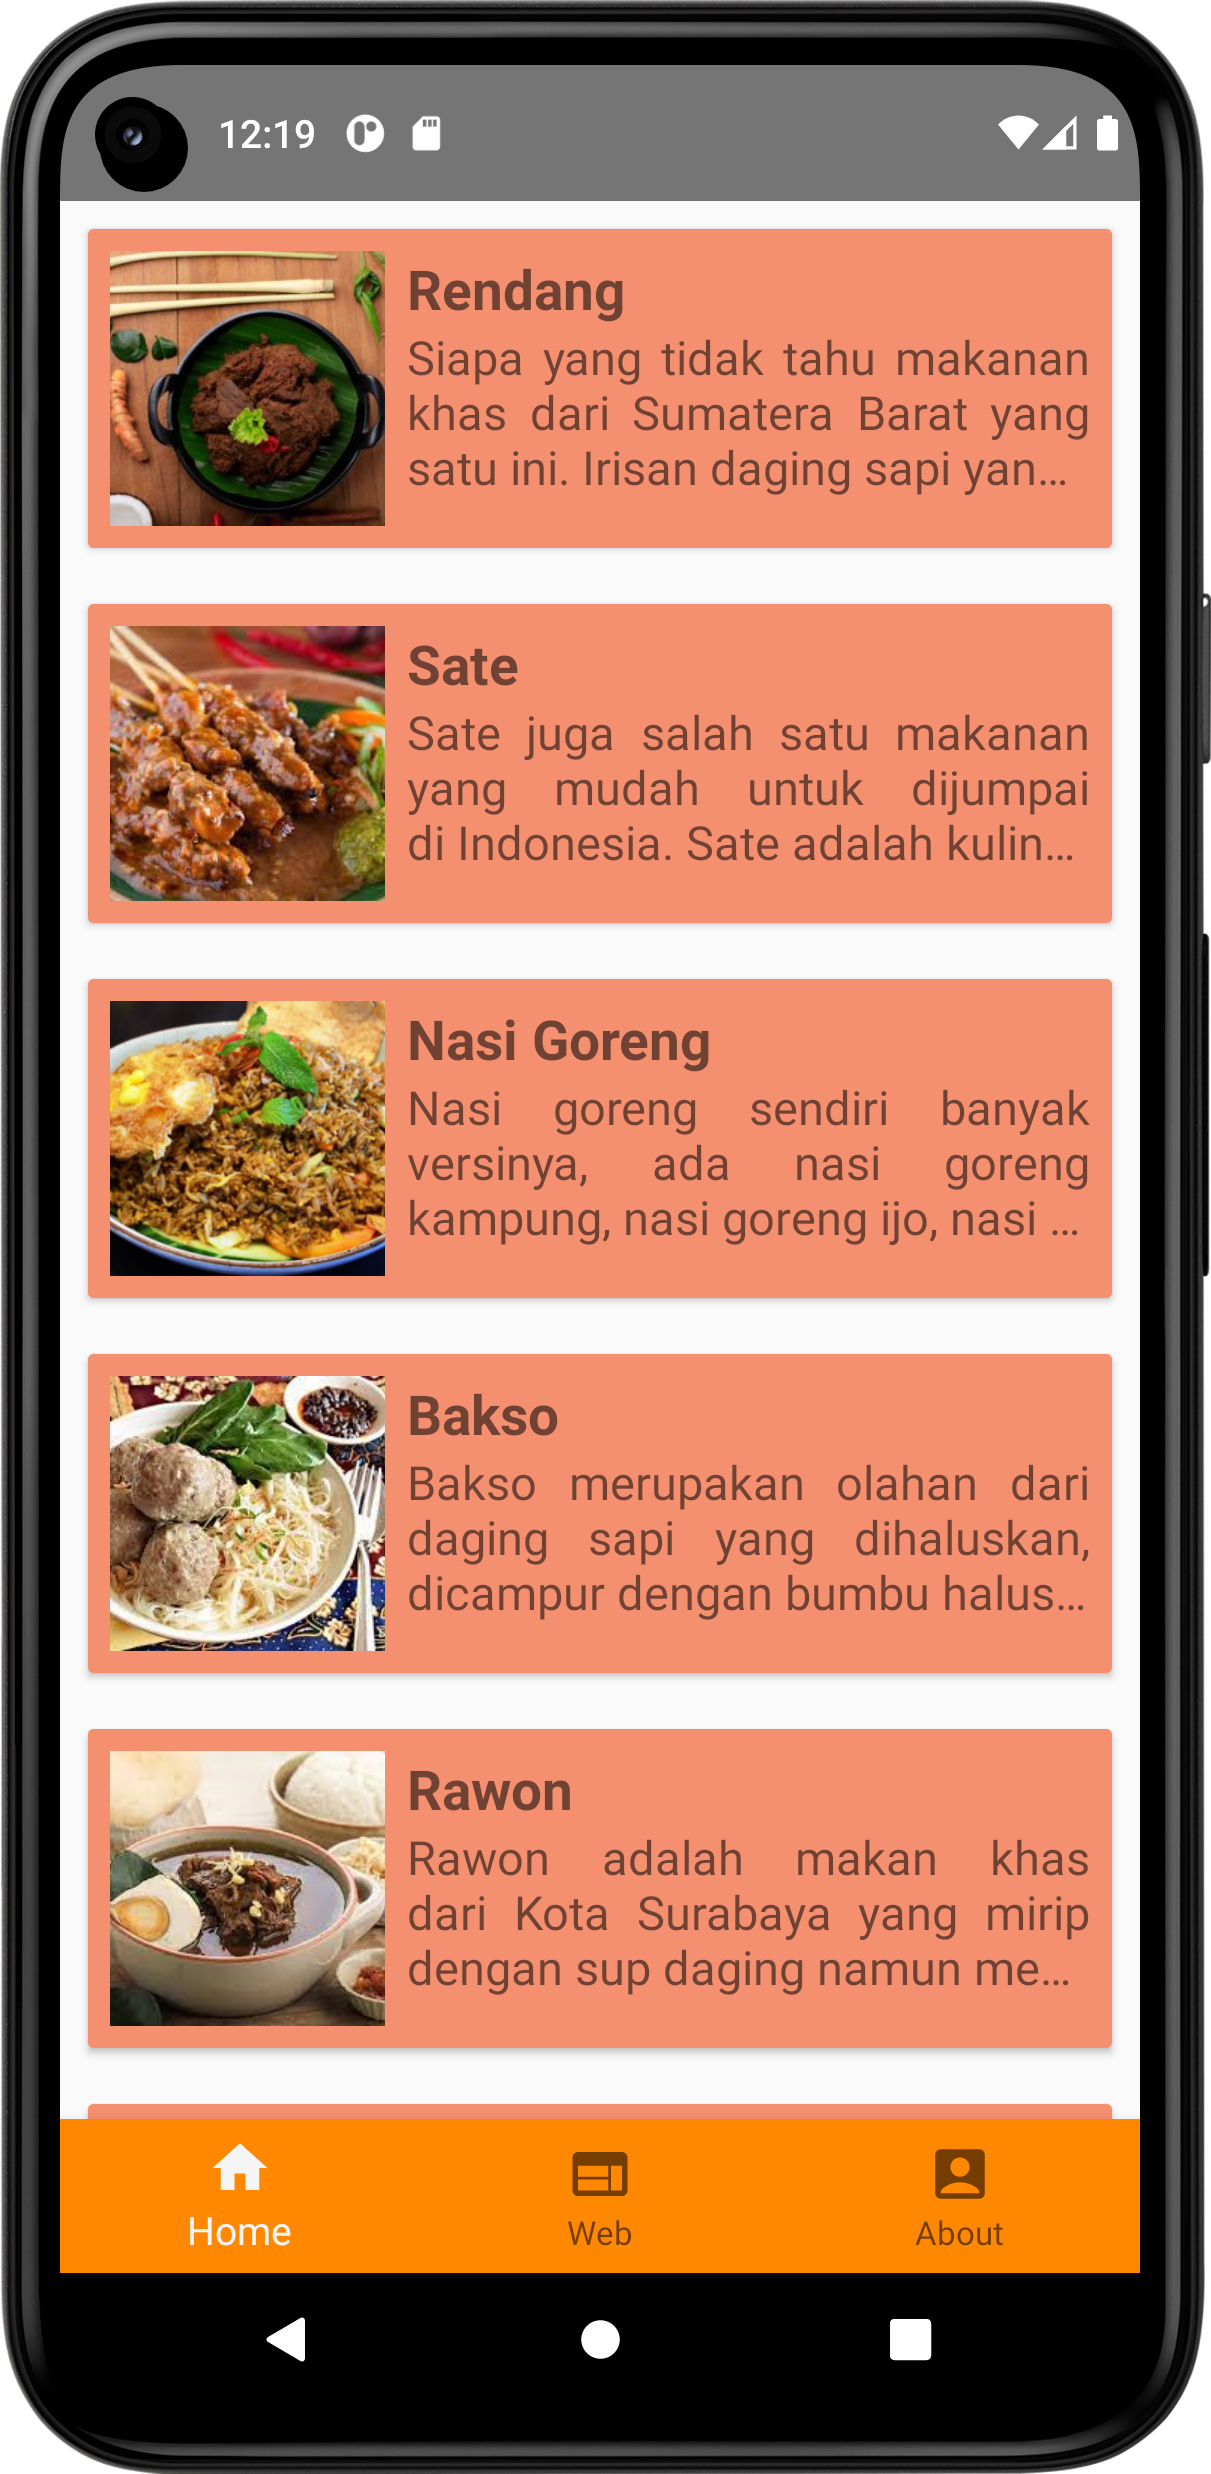 12:19
Rendang
Siapa yang tidak tahu makanan
khas dari Sumatera Barat yang
satu ini. Irisan daging sapi yan...
Sate
Sate juga salah satu makanan
yang mudah untuk dijumpai
di Indonesia. Sate adalah kulin...
Nasi Goreng
Nasi goreng sendiri banyak
versinya, ada nasi goreng
kampung, nasi goreng ijo, nasi ...
Bakso
Bakso merupakan olahan dari
daging sapi yang dihaluskan,
dicampur dengan bumbu halus...
Rawon
Rawon adalah makan khas
dari Kota Surabaya yang mirip
dengan sup daging namun me...
Home
Web
About